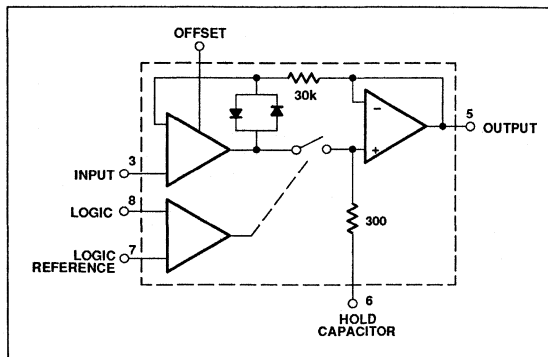 OFFSET
30k
5
OUTPUT
−
+
3
INPUT
8
LOGIC
300
7
LOGIC
REFERENCE
6
HOLD
CAPACITOR